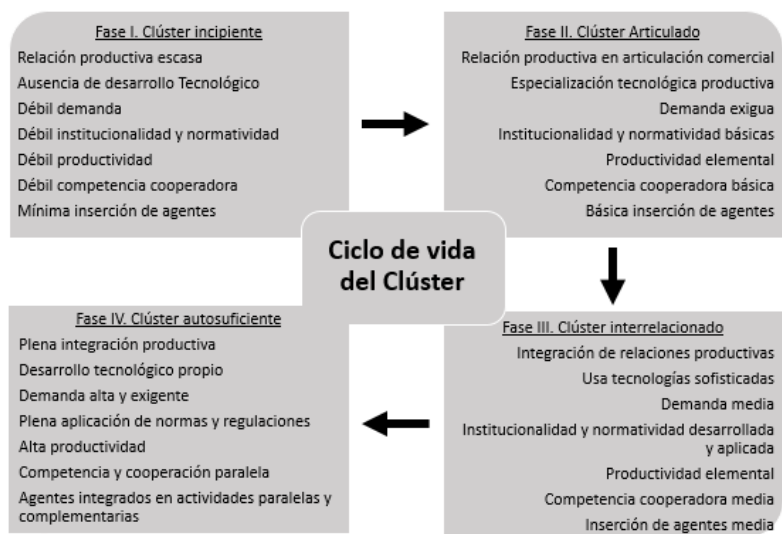 Fase I. Clúster incipiente
Relación productiva escasa
Ausencia de desarrollo Tecnológico
Débil demanda
Débil institucionalidad y normatividad
Débil productividad
Débil competencia cooperadora
Mínima inserción de agentes
Fase II. Clúster Articulado
Relación productiva en articulación comercial
Especialización tecnológica productiva
Demanda exigua
Institucionalidad y normatividad básicas
Productividad elemental
Competencia cooperadora básica
Básica inserción de agentes
Ciclo de vida
del Clúster
Fase III. Clúster interrelacionado
Integración de relaciones productivas
Usa tecnologías sofisticadas
Demanda media
Institucionalidad y normatividad desarrollada
y aplicada
Productividad elemental
Competencia cooperadora media
Inserción de agentes media
Fase IV. Clúster autosuficiente
Plena integración productiva
Desarrollo tecnológico propio
Demanda alta y exigente
Plena aplicación de normas y regulaciones
Alta productividad
Competencia y cooperación paralela
Agentes integrados en actividades paralelas y
complementarias